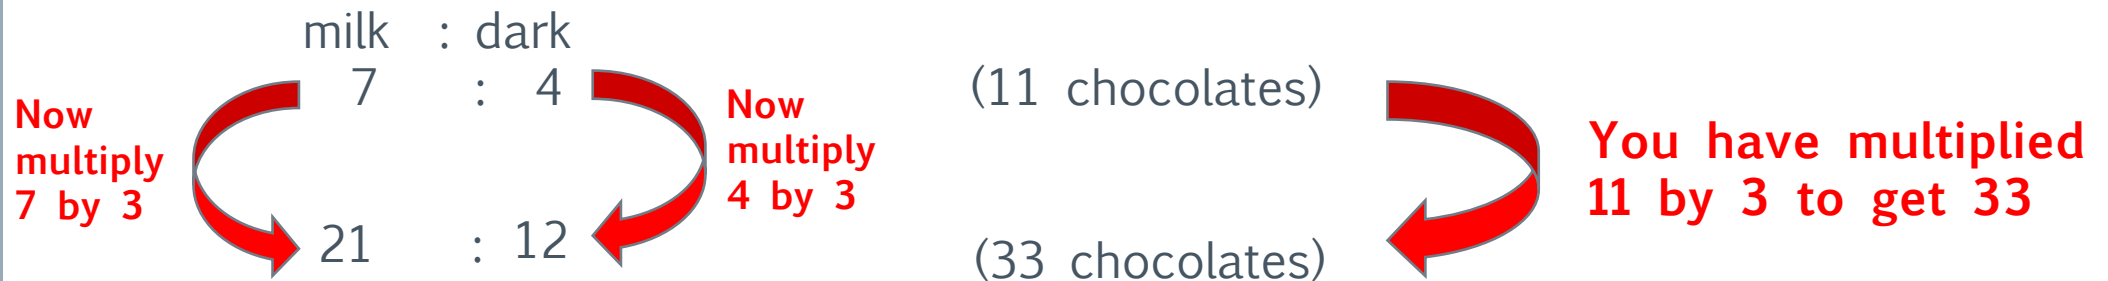 milk : dark
7 : 4 (11 chocolates)
Now
multiply
7 by 3
Now
multiply
4 by 3
You have multiplied
11 by 3 to get 33
21 : 12 (33 chocolates)